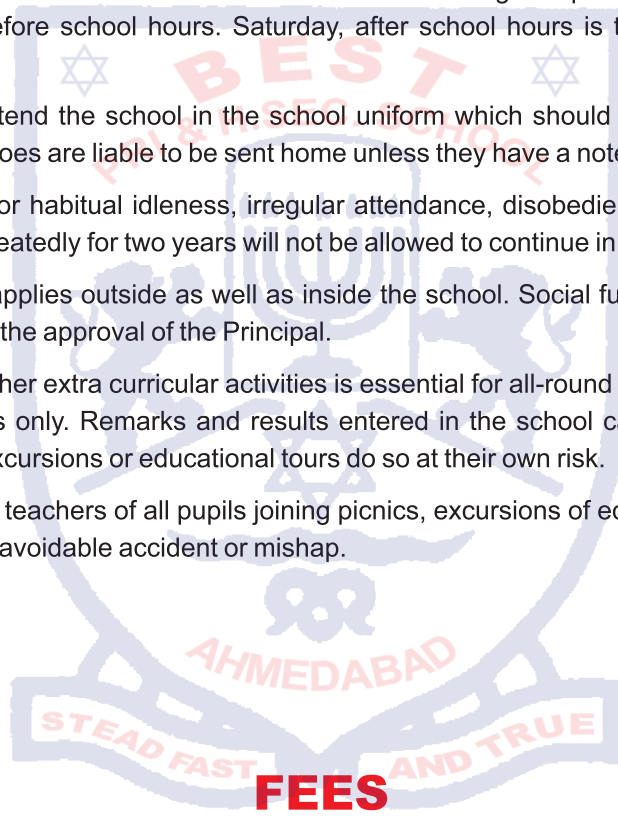 efore school hours. Saturday, after school hours is t
BEST
tend the school in the school uniform which should
PRI & H.SEC. SCHOOL
oes are liable to be sent home unless they have a note
or habitual idleness, irregular attendance, disobedie
eatedly for two years will not be allowed to continue in
applies outside as well as inside the school. Social fu
the approval of the Principal.
her extra curricular activities is essential for all-round
s only. Remarks and results entered in the school ca
xcursions or educational tours do so at their own risk.
teachers of all pupils joining picnics, excursions of ec
avoidable accident or mishap.
AHMEDABAD
STEAD FAST AND TRUE
FEES